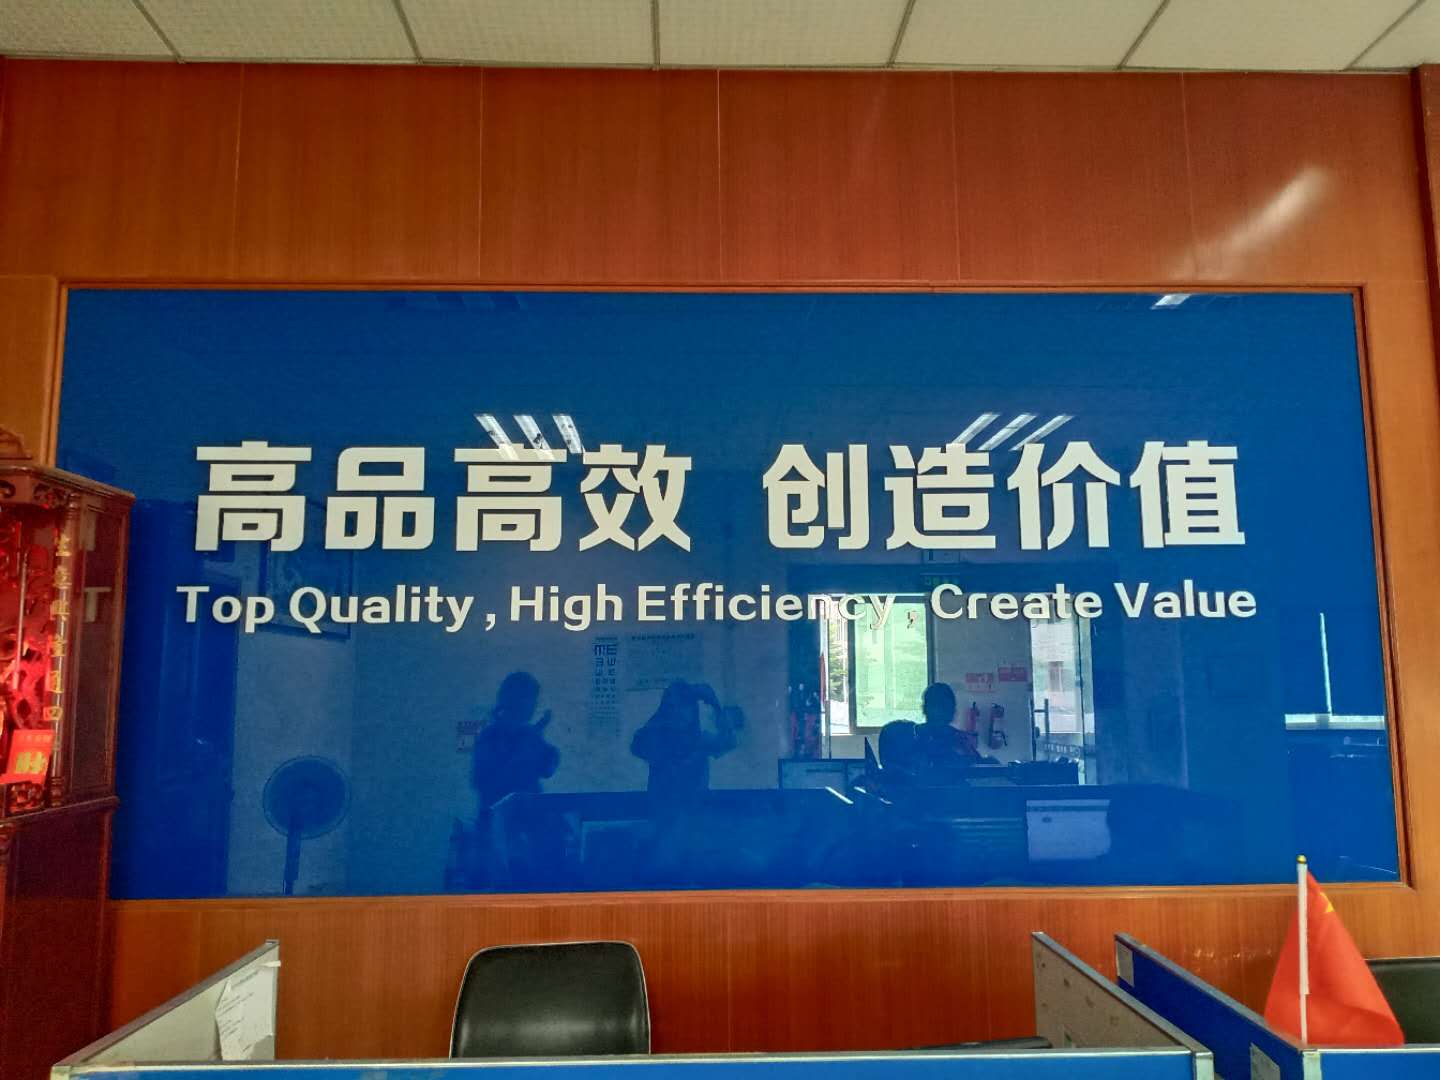 高品高效 创造价值
Top Quality , High Efficiency , Create Value